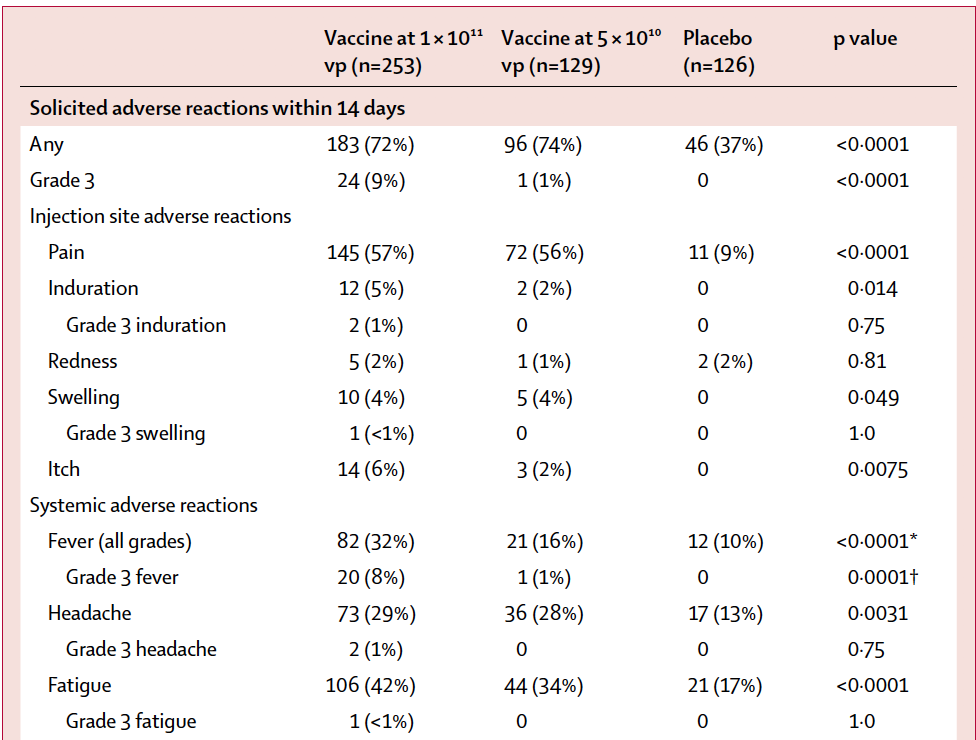 Vaccine at 1×10¹¹ vp (n=253) Vaccine at 5×10¹⁰ vp (n=129) Placebo (n=126) p value
Solicited adverse reactions within 14 days
Any 183 (72%) 96 (74%) 46 (37%) <0·0001
Grade 3 24 (9%) 1 (1%) 0 <0·0001
Injection site adverse reactions
Pain 145 (57%) 72 (56%) 11 (9%) <0·0001
Induration 12 (5%) 2 (2%) 0 0·014
Grade 3 induration 2 (1%) 0 0 0·75
Redness 5 (2%) 1 (1%) 2 (2%) 0·81
Swelling 10 (4%) 5 (4%) 0 0·049
Grade 3 swelling 1 (<1%) 0 0 1·0
Itch 14 (6%) 3 (2%) 0 0·0075
Systemic adverse reactions
Fever (all grades) 82 (32%) 21 (16%) 12 (10%) <0·0001*
Grade 3 fever 20 (8%) 1 (1%) 0 0·0001†
Headache 73 (29%) 36 (28%) 17 (13%) 0·0031
Grade 3 headache 2 (1%) 0 0 0·75
Fatigue 106 (42%) 44 (34%) 21 (17%) <0·0001
Grade 3 fatigue 1 (<1%) 0 0 1·0